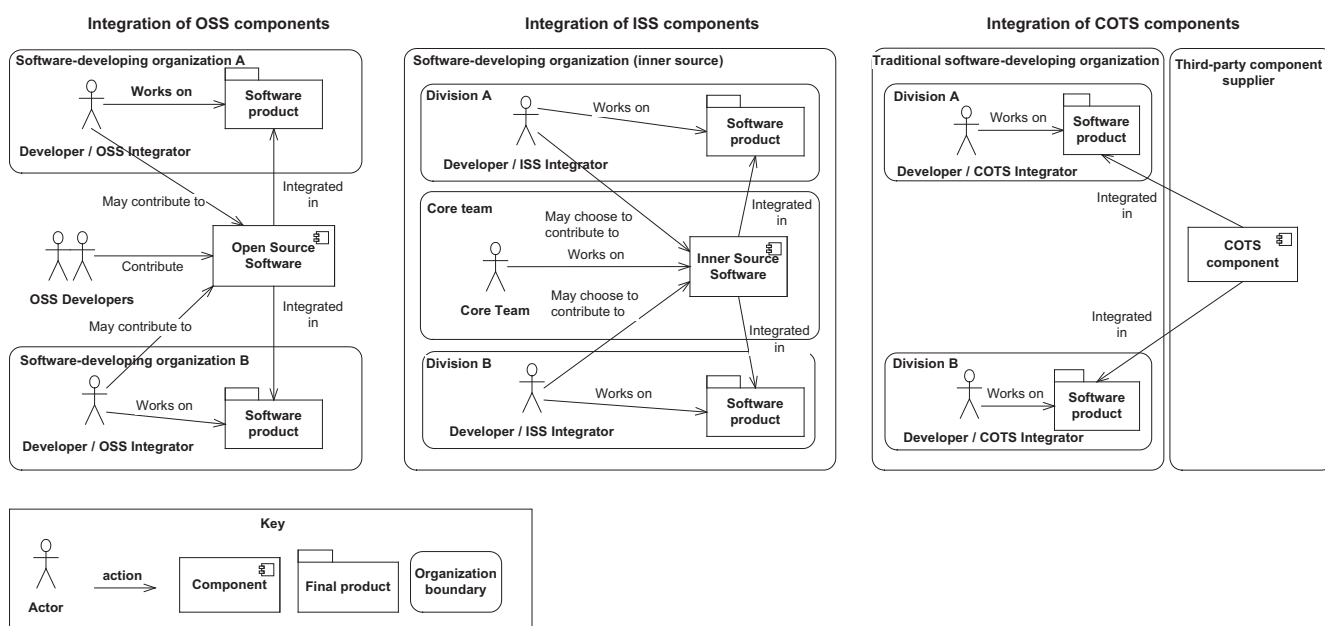 Integration of OSS components
Software-developing organization A
Works on
Software
product
Developer / OSS Integrator
May contribute to
Integrated
in
Open Source
Software
Contribute
OSS Developers
May contribute to
Integrated
in
Software-developing organization B
Works on
Software
product
Developer / OSS Integrator
Integration of ISS components
Software-developing organization (inner source)
Division A
Works on
Software
product
Developer / ISS Integrator
Core team
May choose to
contribute to
Integrated
in
Works on
Inner Source
Software
Core Team
May choose to
contribute to
Integrated
in
Division B
Works on
Software
product
Developer / ISS Integrator
Integration of COTS components
Traditional software-developing organization
Third-party component
supplier
Division A
Works on
Software
product
Developer / COTS Integrator
Integrated
in
COTS
component
Integrated
in
Division B
Works on
Software
product
Developer / COTS Integrator
Key
Actor
action
Component
Final product
Organization
boundary